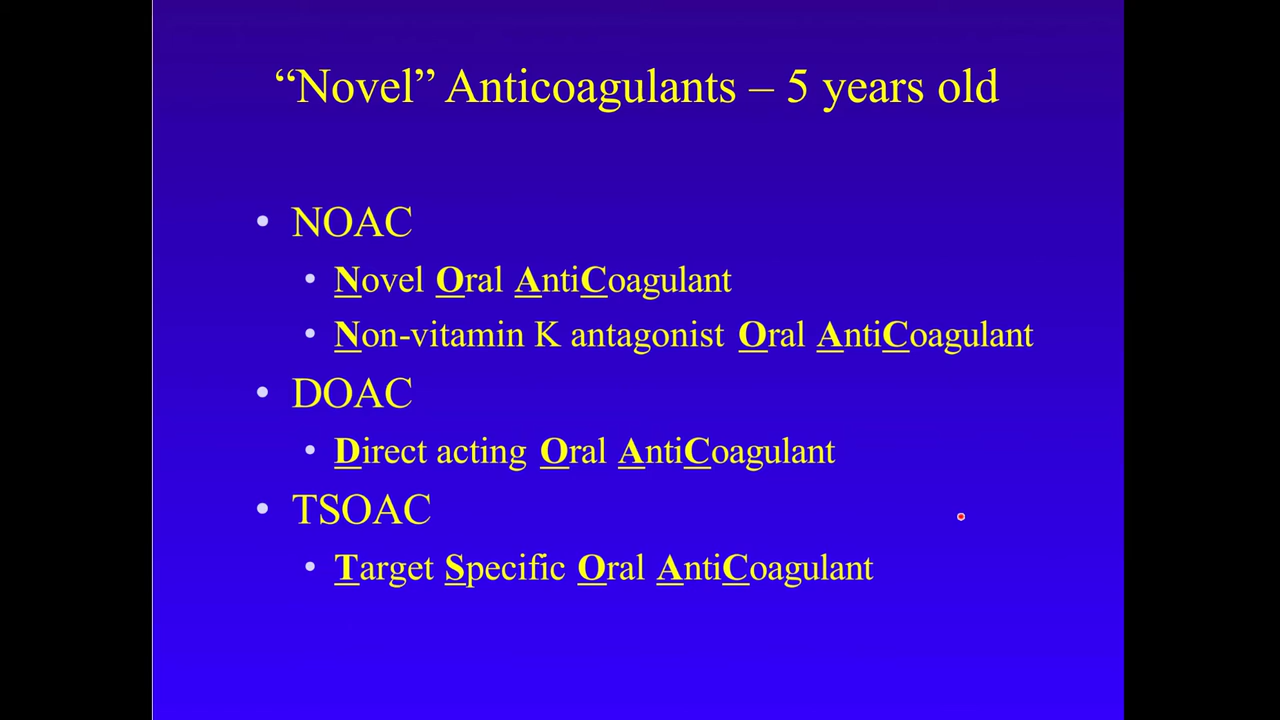 “Novel” Anticoagulants – 5 years old
• NOAC
• Novel Oral AntiCoagulant
• Non-vitamin K antagonist Oral AntiCoagulant
• DOAC
• Direct acting Oral AntiCoagulant
• TSOAC
• Target Specific Oral AntiCoagulant